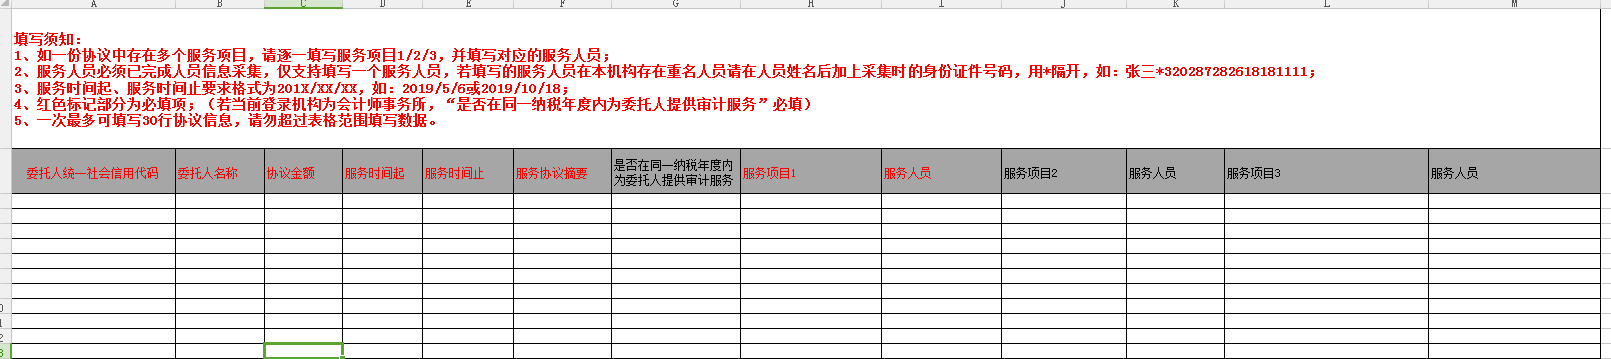 A B C D E F G H I J K L M
填写须知：
1、如一份协议中存在多个服务项目，请逐一填写服务项目1/2/3，并填写对应的服务人员；
2、服务人员必须已完成人员信息采集，仅支持填写一个服务人员，若填写的服务人员在本机构存在重名人员请在人员姓名后加上采集时的身份证件号码，用*隔开，如：张三*320287282618181111；
3、服务时间起、服务时间止要求格式为201X/XX/XX，如：2019/5/6或2019/10/18；
4、红色标记部分为必填项；（若当前登录机构为会计师事务所，“是否在同一纳税年度内为委托人提供审计服务”必填）
5、一次最多可填写30行协议信息，请勿超过表格范围填写数据。
委托人统一社会信用代码 委托人名称 协议金额 服务时间起 服务时间止 服务协议摘要 是否在同一纳税年度内 服务项目1 服务人员 服务项目2 服务人员 服务项目3 服务人员
为委托人提供审计服务